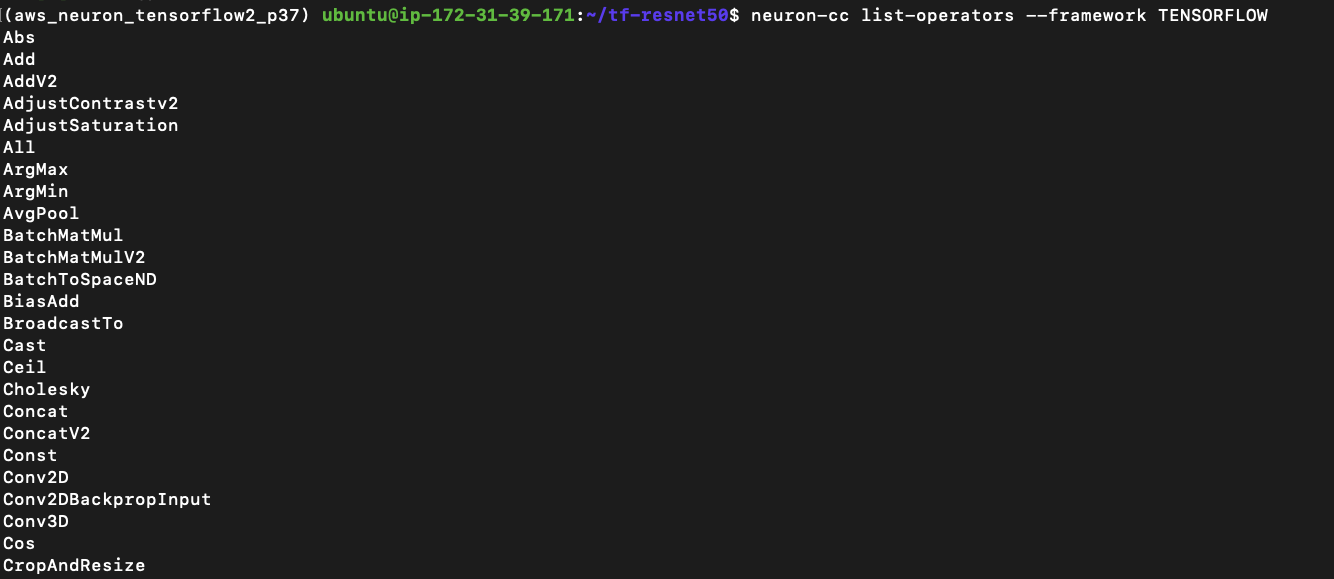 (aws_neuron_tensorflow2_p37) ubuntu@ip-172-31-39-171:~/tf-resnet50$ neuron-cc list-operators --framework TENSORFLOW
Abs
Add
AddV2
AdjustContrastv2
AdjustSaturation
All
ArgMax
ArgMin
AvgPool
BatchMatMul
BatchMatMulV2
BatchToSpaceND
BiasAdd
BroadcastTo
Cast
Ceil
Cholesky
Concat
ConcatV2
Const
Conv2D
Conv2DBackpropInput
Conv3D
Cos
CropAndResize